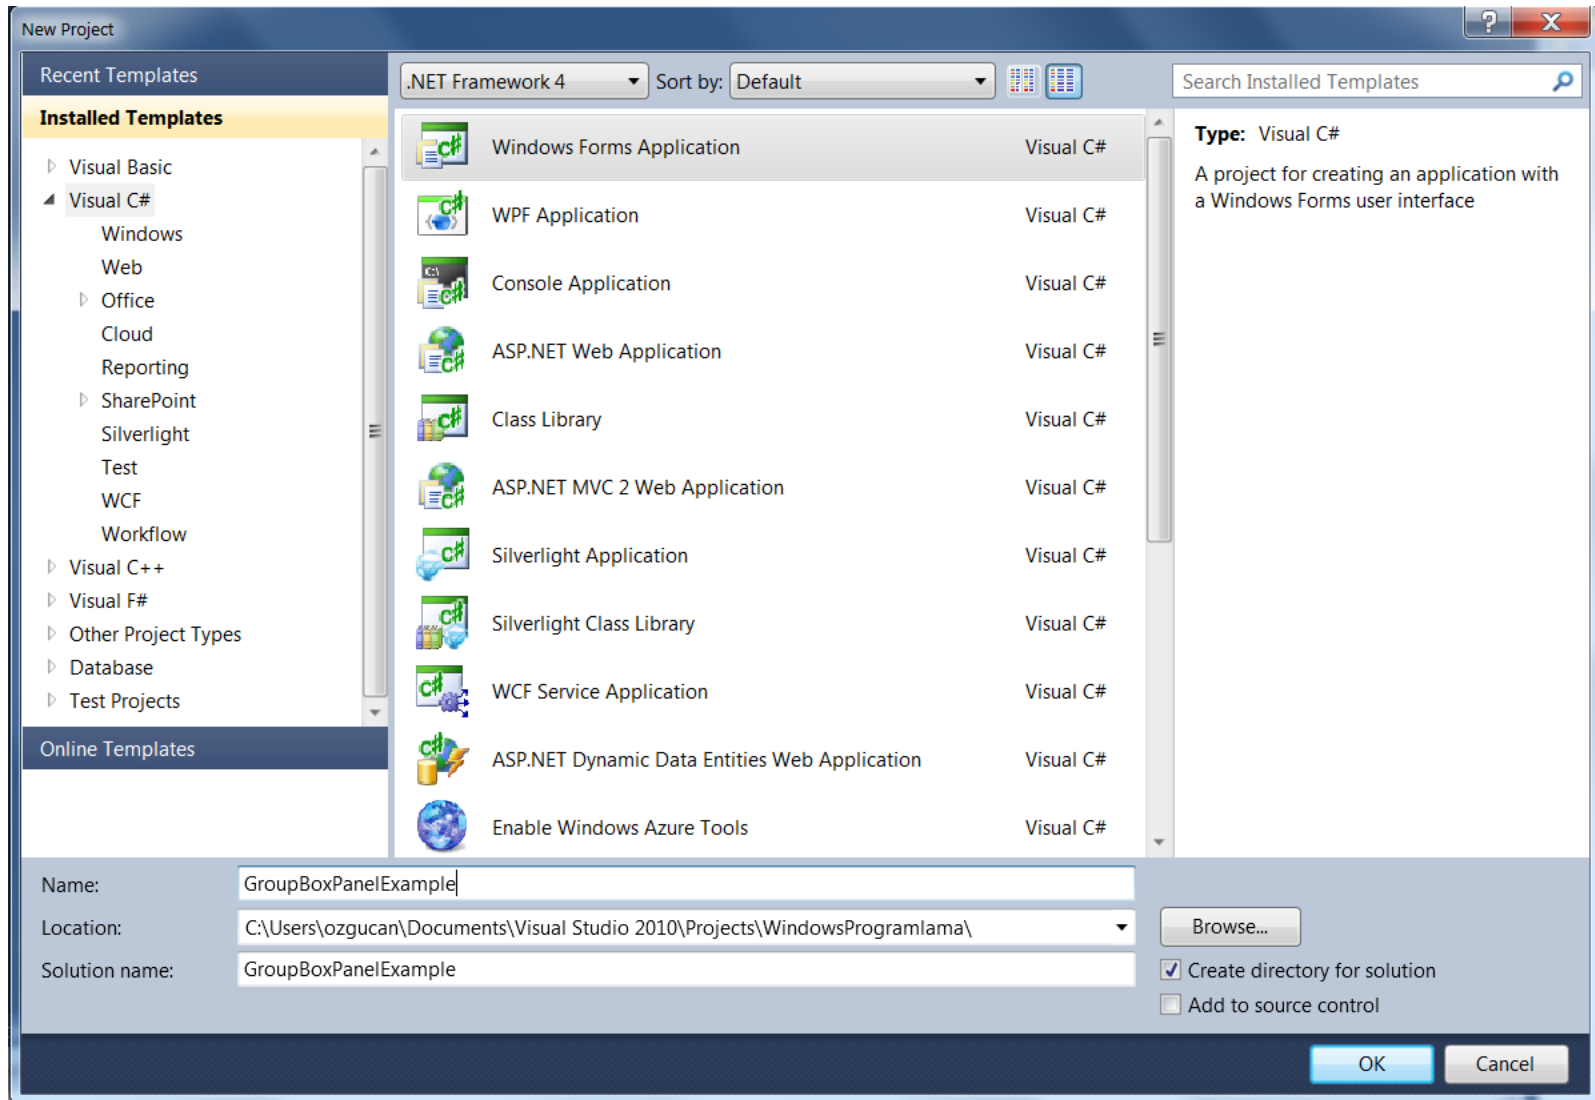 New Project
Recent Templates
.NET Framework 4 Sort by: Default Search Installed Templates
Installed Templates
Visual Basic
Visual C#
Windows
Web
Office
Cloud
Reporting
SharePoint
Silverlight
Test
WCF
Workflow
Visual C++
Visual F#
Other Project Types
Database
Test Projects
Online Templates
Windows Forms Application Visual C#
WPF Application Visual C#
Console Application Visual C#
ASP.NET Web Application Visual C#
Class Library Visual C#
ASP.NET MVC 2 Web Application Visual C#
Silverlight Application Visual C#
Silverlight Class Library Visual C#
WCF Service Application Visual C#
ASP.NET Dynamic Data Entities Web Application Visual C#
Enable Windows Azure Tools Visual C#
Type: Visual C#
A project for creating an application with
a Windows Forms user interface
Name: GroupBoxPanelExample
Location: C:\Users\ozgucan\Documents\Visual Studio 2010\Projects\WindowsProgramlama\ Browse...
Solution name: GroupBoxPanelExample Create directory for solution
Add to source control
OK Cancel